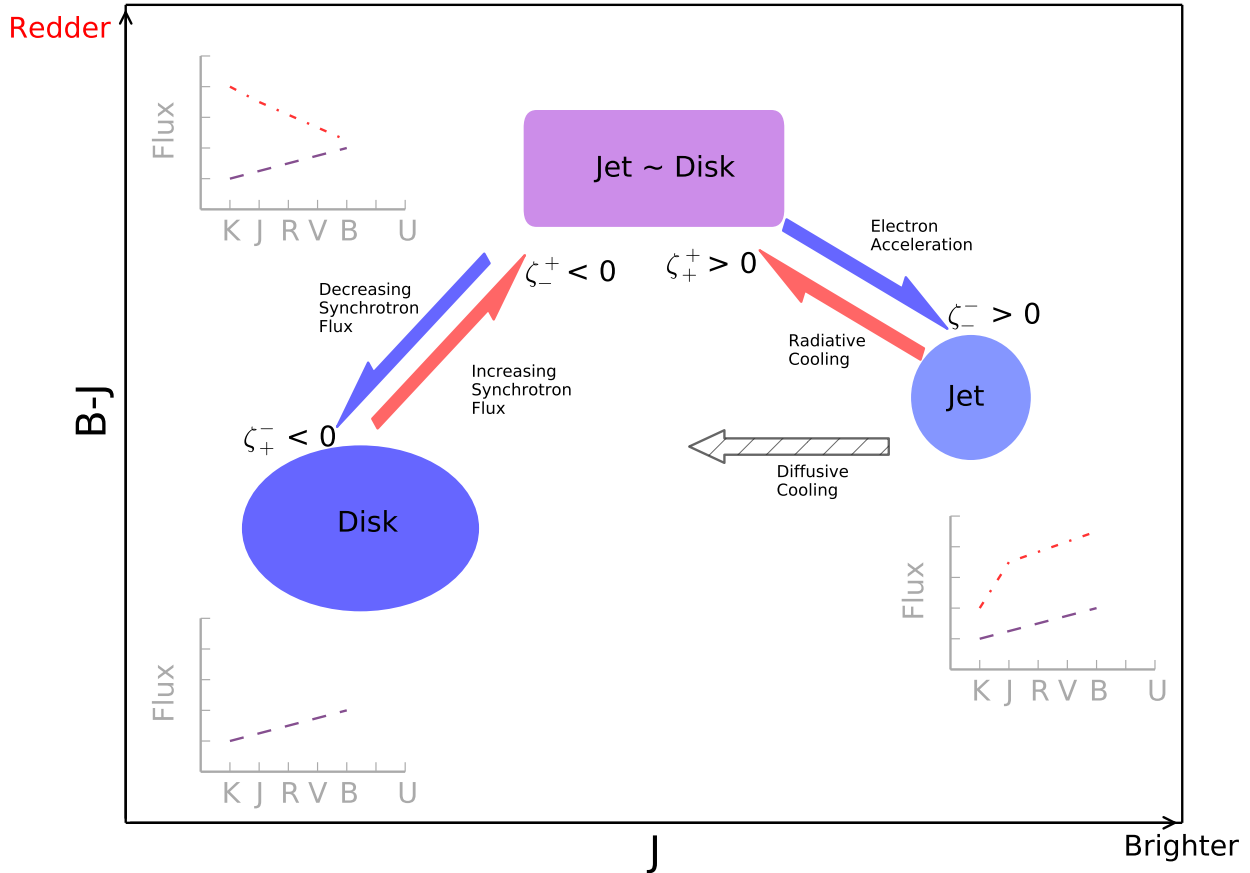 Redder
Flux
K J R V B U
Jet ~ Disk
Electron
Acceleration
ζ₋⁺ < 0
ζ₊⁺ > 0
Decreasing
Synchrotron
Flux
ζ₋⁻ > 0
Radiative
Cooling
Increasing
Synchrotron
Flux
B-J
Jet
ζ₊⁻ < 0
Diffusive
Cooling
Disk
Flux
K J R V B U
Flux
K J R V B U
J
Brighter